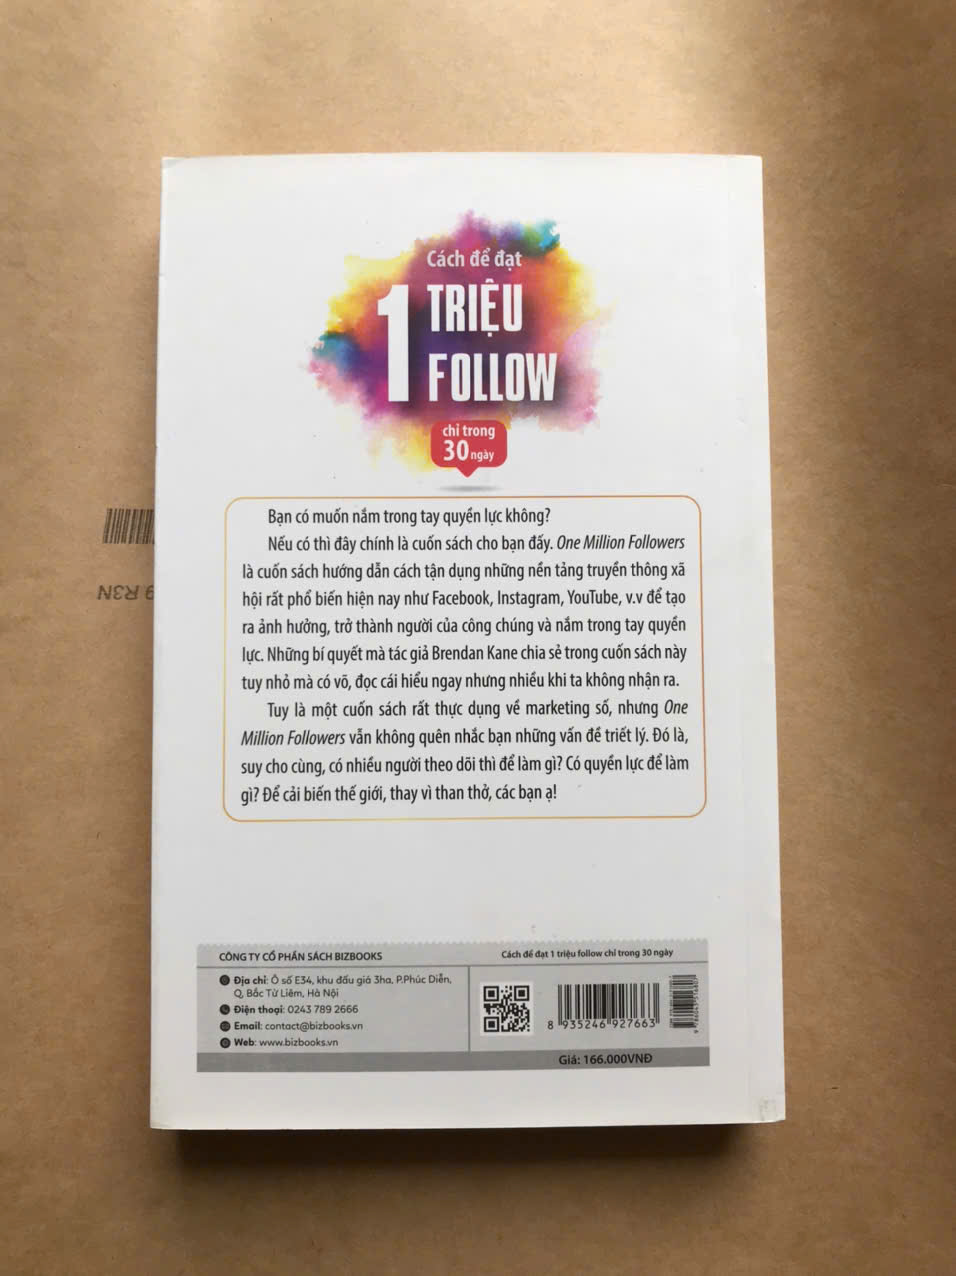 Cách để đạt
1 TRIỆU
FOLLOW
chỉ trong
30 ngày
Bạn có muốn nắm trong tay quyền lực không?
Nếu có thì đây chính là cuốn sách cho bạn đấy. One Million Followers
là cuốn sách hướng dẫn cách tận dụng những nền tảng truyền thông xã
hội rất phổ biến hiện nay như Facebook, Instagram, YouTube, v.v để tạo
ra ảnh hưởng, trở thành người của công chúng và nắm trong tay quyền
lực. Những bí quyết mà tác giả Brendan Kane chia sẻ trong cuốn sách này
tuy nhỏ mà có võ, đọc cái hiểu ngay nhưng nhiều khi ta không nhận ra.
Tuy là một cuốn sách rất thực dụng về marketing số, nhưng One
Million Followers vẫn không quên nhắc bạn những vấn đề triết lý. Đó là,
suy cho cùng, có nhiều người theo dõi thì để làm gì? Có quyền lực để làm
gì? Để cải biến thế giới, thay vì than thở, các bạn ạ!
CÔNG TY CỔ PHẦN SÁCH BIZBOOKS
Địa chỉ: Ô số E34, khu đấu giá 3ha, P.Phúc Diễn,
Q, Bắc Từ Liêm, Hà Nội
Điện thoại: 0243 789 2666
Email: contact@bizbooks.vn
Web: www.bizbooks.vn
Cách để đạt 1 triệu follow chỉ trong 30 ngày
8 935246 927663
Giá: 166.000VNĐ
9 R3N